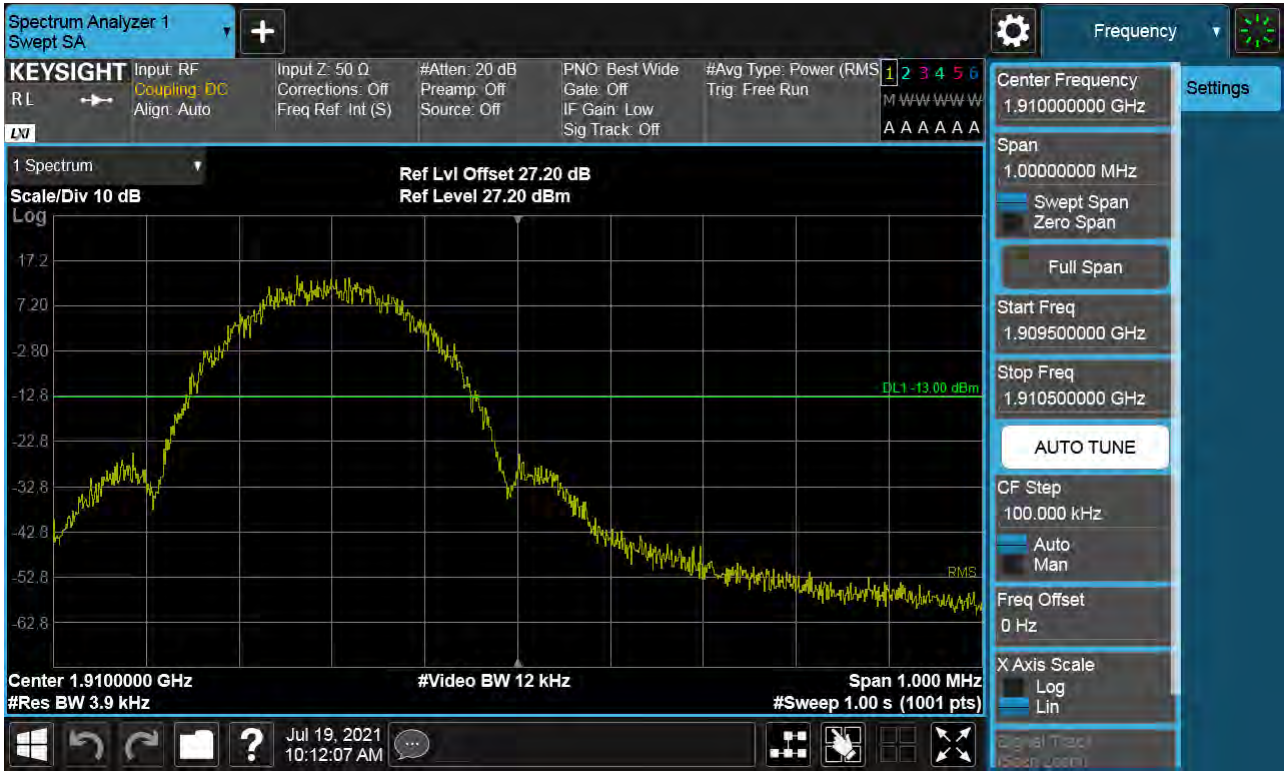 Spectrum Analyzer 1
Swept SA
Frequency
KEYSIGHT
RL
LXI
Input: RF
Coupling: DC
Align: Auto
Input Z: 50 Ω
Corrections: Off
Freq Ref: Int (S)
#Atten: 20 dB
Preamp: Off
Source: Off
PNO: Best Wide
Gate: Off
IF Gain: Low
Sig Track: Off
#Avg Type: Power (RMS
Trig: Free Run
1 2 3 4 5 6
M W W W W W
A A A A A A
1 Spectrum
Scale/Div 10 dB
Log
Ref Lvl Offset 27.20 dB
Ref Level 27.20 dBm
17.2
7.20
-2.80
-12.8
-22.8
-32.8
-42.8
-52.8
-62.8
DL1 -13.00 dBm
RMS
Center 1.9100000 GHz
#Res BW 3.9 kHz
#Video BW 12 kHz
Span 1.000 MHz
#Sweep 1.00 s (1001 pts)
Center Frequency
1.910000000 GHz
Span
1.00000000 MHz
Swept Span
Zero Span
Full Span
Start Freq
1.909500000 GHz
Stop Freq
1.910500000 GHz
AUTO TUNE
CF Step
100.000 kHz
Auto
Man
Freq Offset
0 Hz
X Axis Scale
Log
Lin
Signal Track
(Span Zoom)
Settings
?
Jul 19, 2021
10:12:07 AM